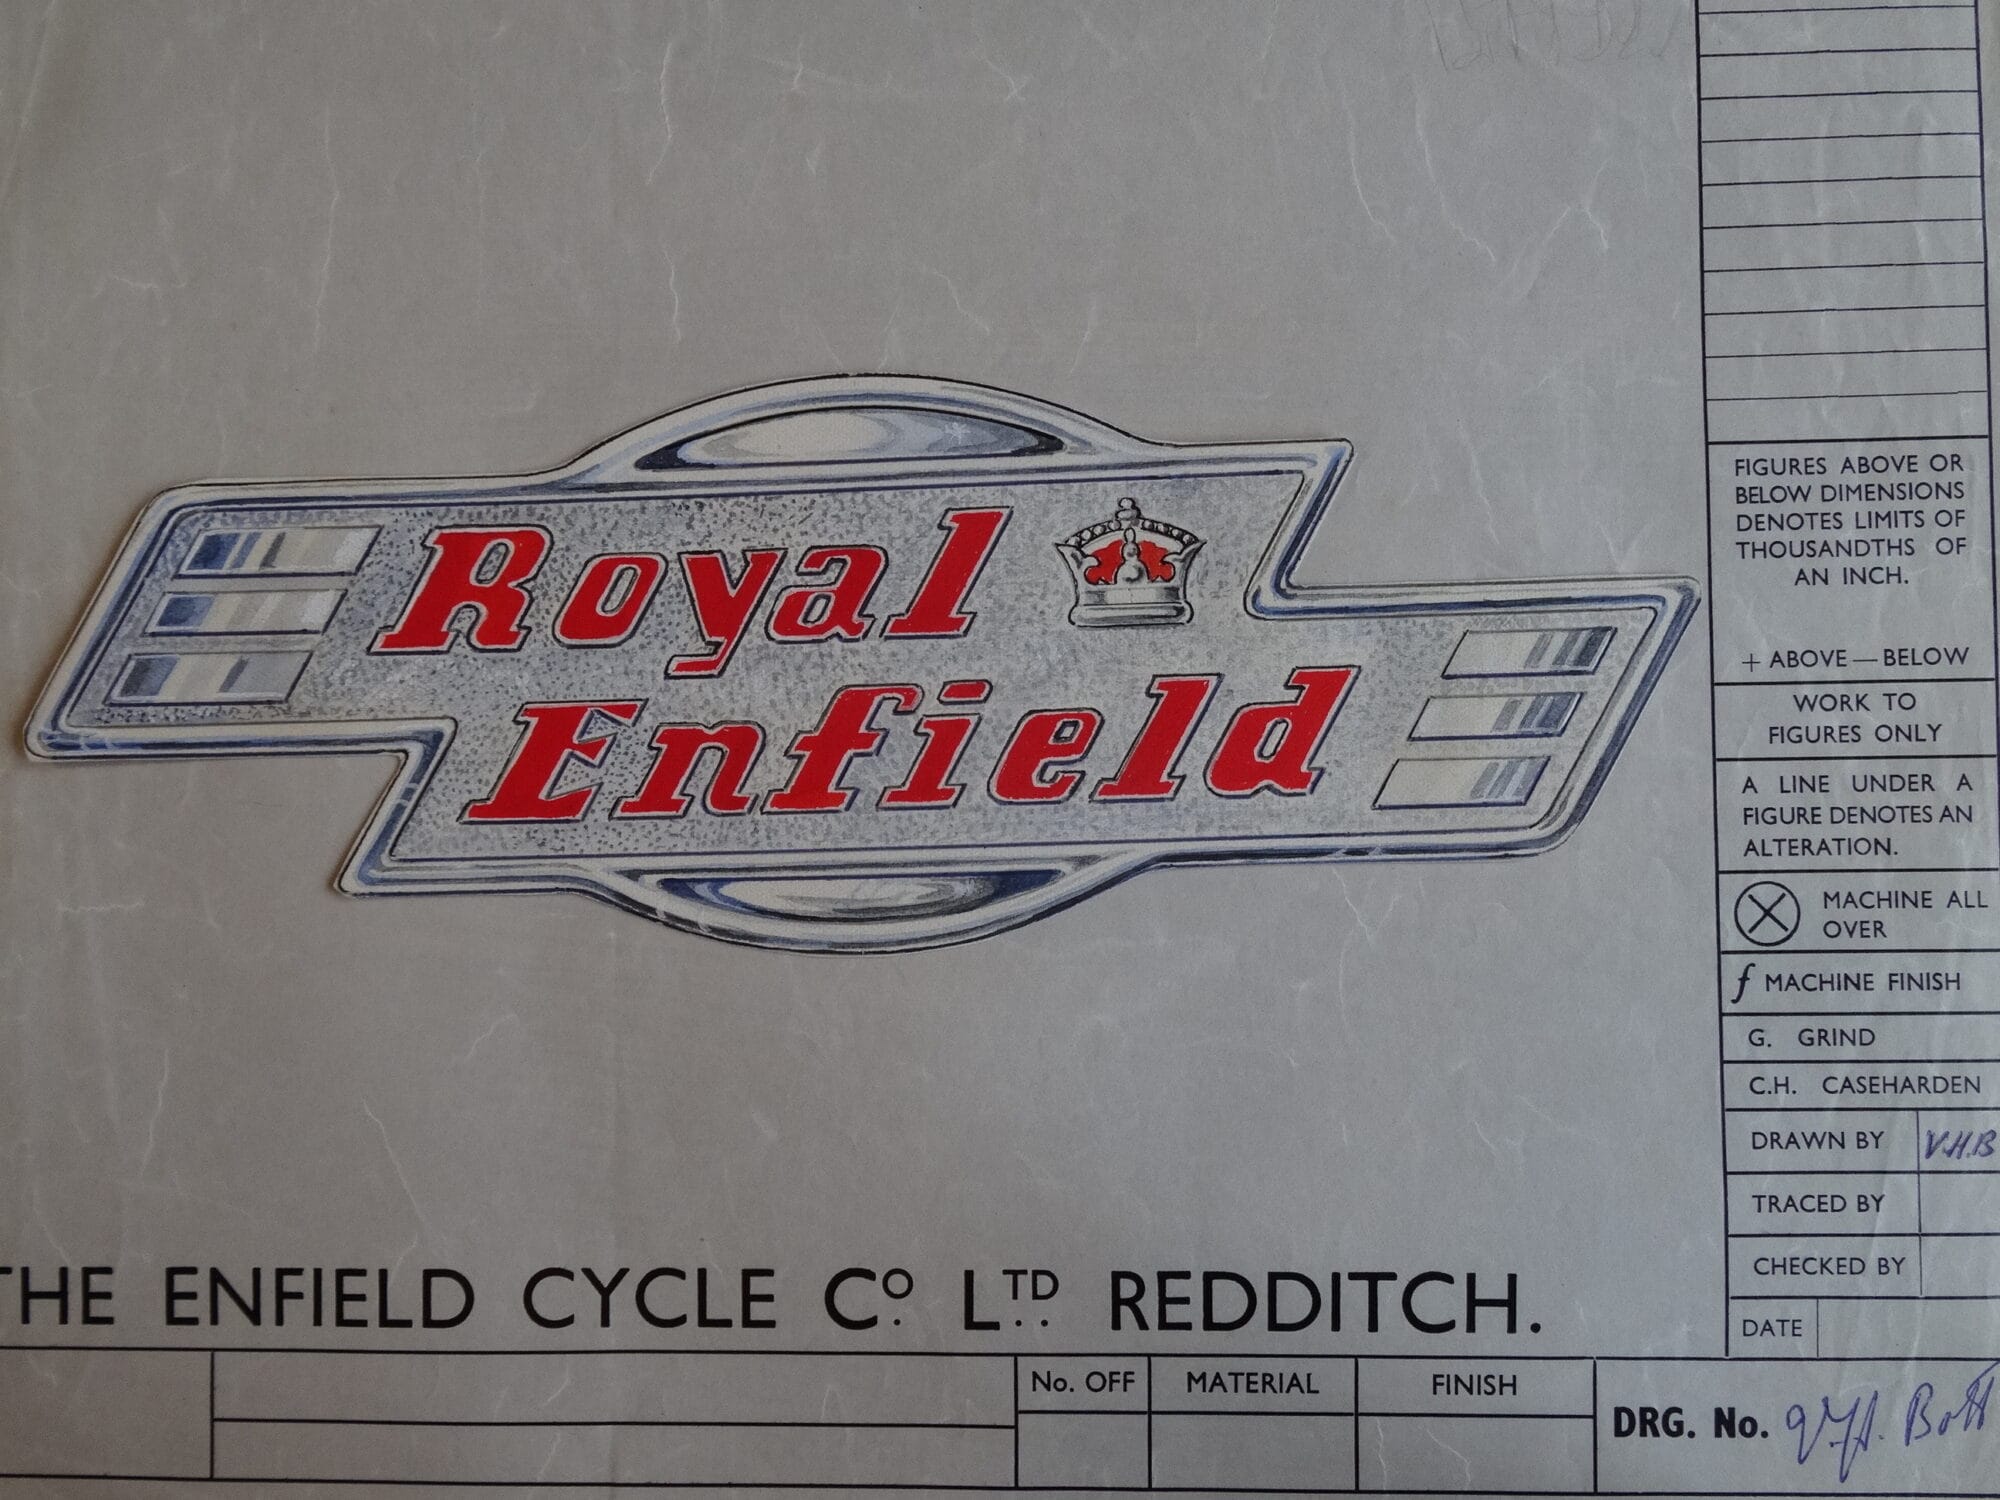 Royal
Enfield
FIGURES ABOVE OR
BELOW DIMENSIONS
DENOTES LIMITS OF
THOUSANDTHS OF
AN INCH.
+ ABOVE — BELOW
WORK TO
FIGURES ONLY
A LINE UNDER A
FIGURE DENOTES AN
ALTERATION.
MACHINE ALL
OVER
f MACHINE FINISH
G. GRIND
C.H. CASEHARDEN
DRAWN BY V.H.B
TRACED BY
CHECKED BY
DATE
THE ENFIELD CYCLE Co. LTD. REDDITCH.
No. OFF MATERIAL FINISH
DRG. No. V.H. Bott